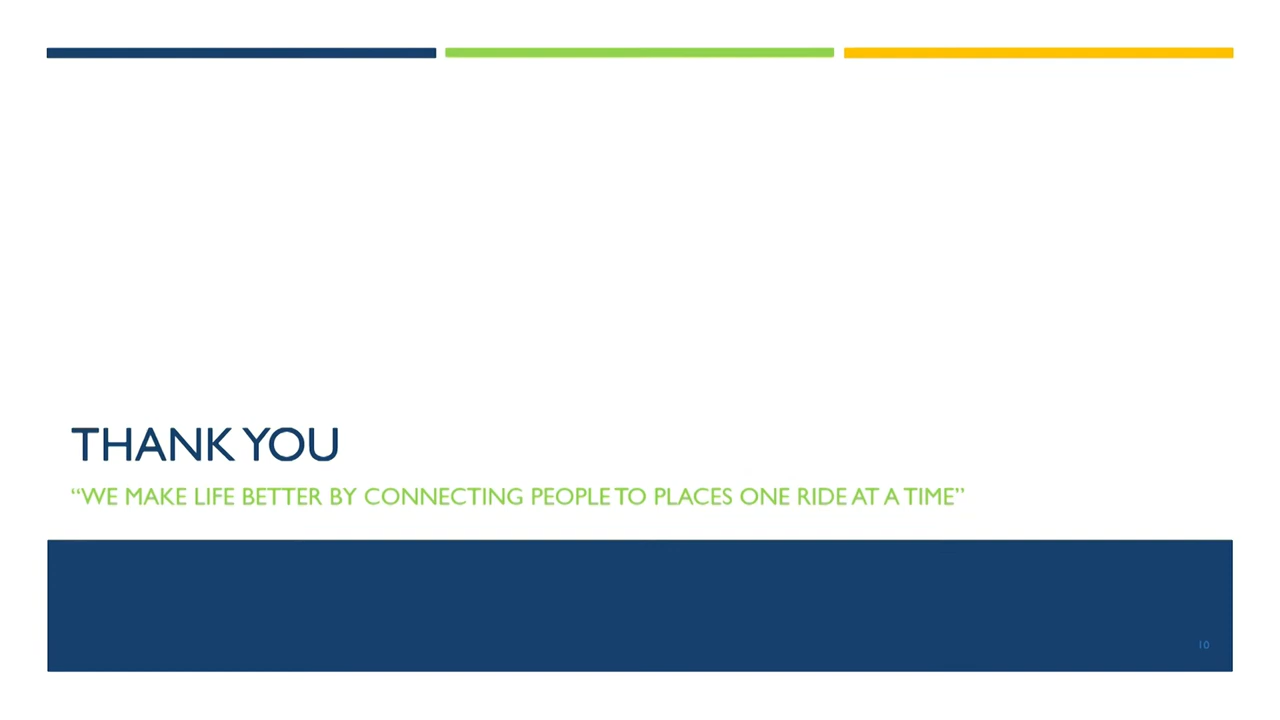 THANK YOU
“WE MAKE LIFE BETTER BY CONNECTING PEOPLE TO PLACES ONE RIDE AT A TIME”
10